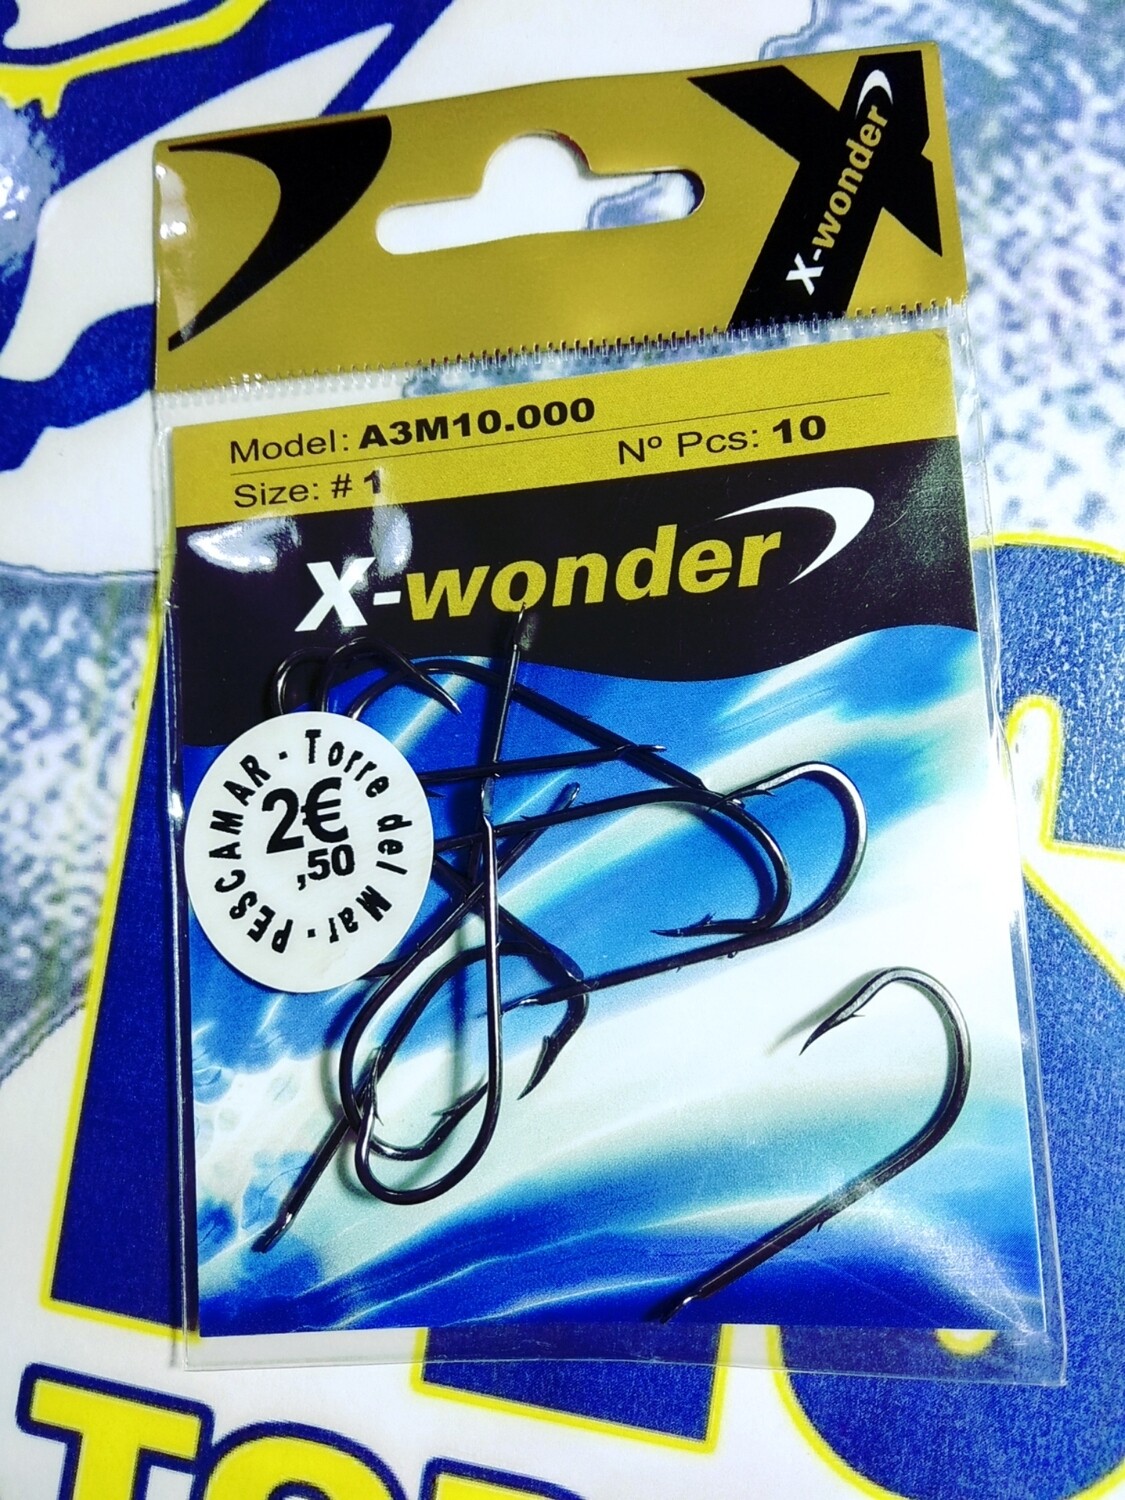 X-wonder
Model: A3M10.000
Size: # 1
Nº Pcs: 10
X-wonder
PESCAMAR - Torre del Mar -
2€
,50